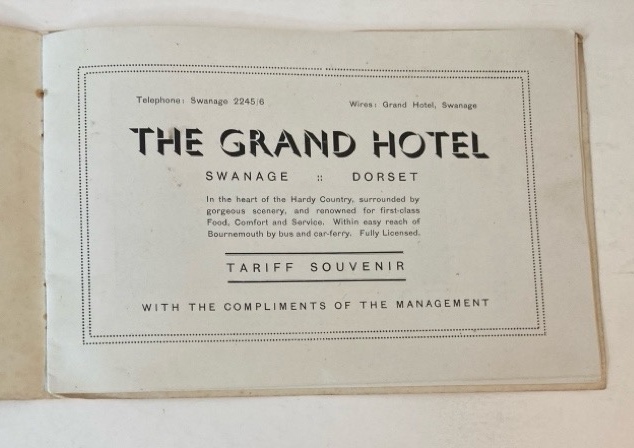 Telephone: Swanage 2245/6
Wires: Grand Hotel, Swanage
THE GRAND HOTEL
SWANAGE :: DORSET
In the heart of the Hardy Country, surrounded by
gorgeous scenery, and renowned for first-class
Food, Comfort and Service. Within easy reach of
Bournemouth by bus and car-ferry. Fully Licensed.
TARIFF SOUVENIR
WITH THE COMPLIMENTS OF THE MANAGEMENT